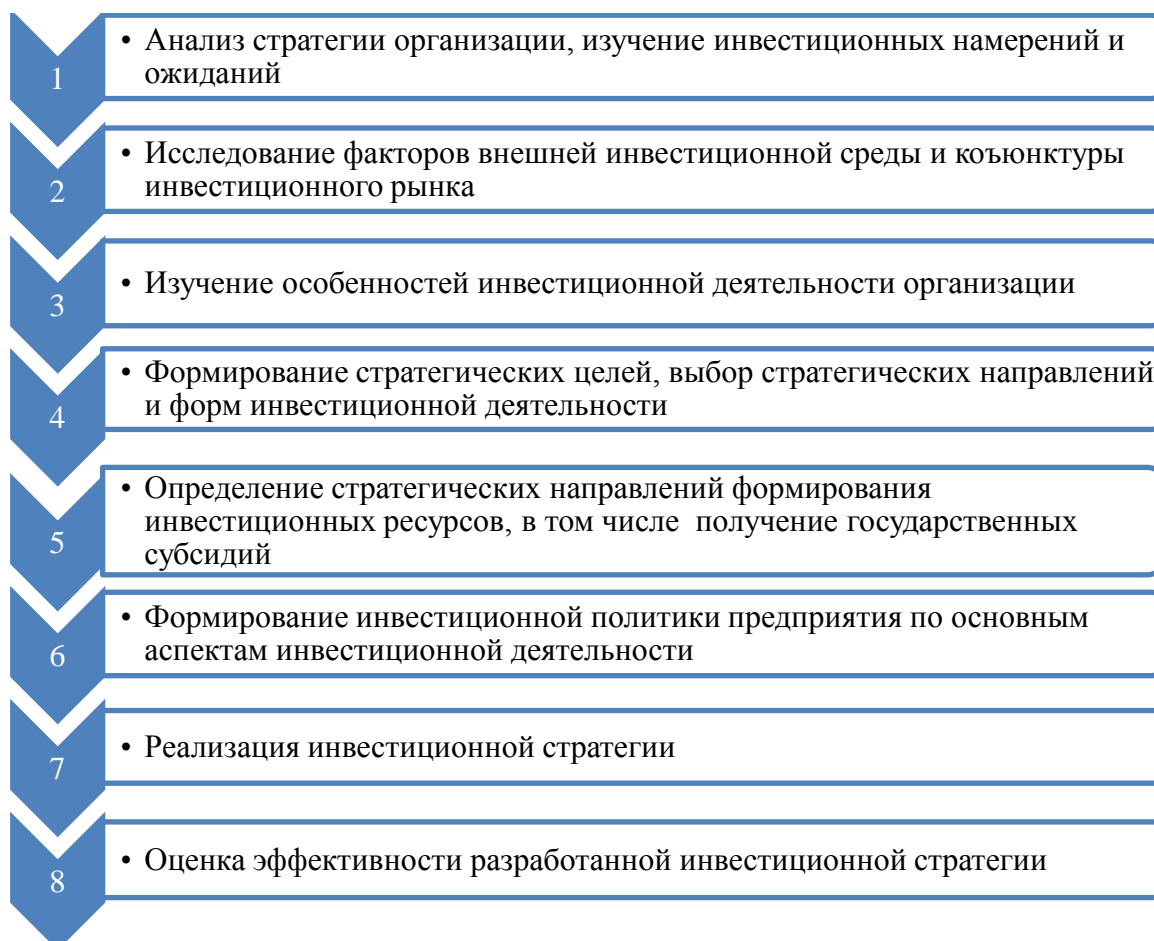 1
• Анализ стратегии организации, изучение инвестиционных намерений и
ожиданий
2
• Исследование факторов внешней инвестиционной среды и коъюнктуры
инвестиционного рынка
3
• Изучение особенностей инвестиционной деятельности организации
4
• Формирование стратегических целей, выбор стратегических направлений
и форм инвестиционной деятельности
5
• Определение стратегических направлений формирования
инвестиционных ресурсов, в том числе получение государственных
субсидий
6
• Формирование инвестиционной политики предприятия по основным
аспектам инвестиционной деятельности
7
• Реализация инвестиционной стратегии
8
• Оценка эффективности разработанной инвестиционной стратегии